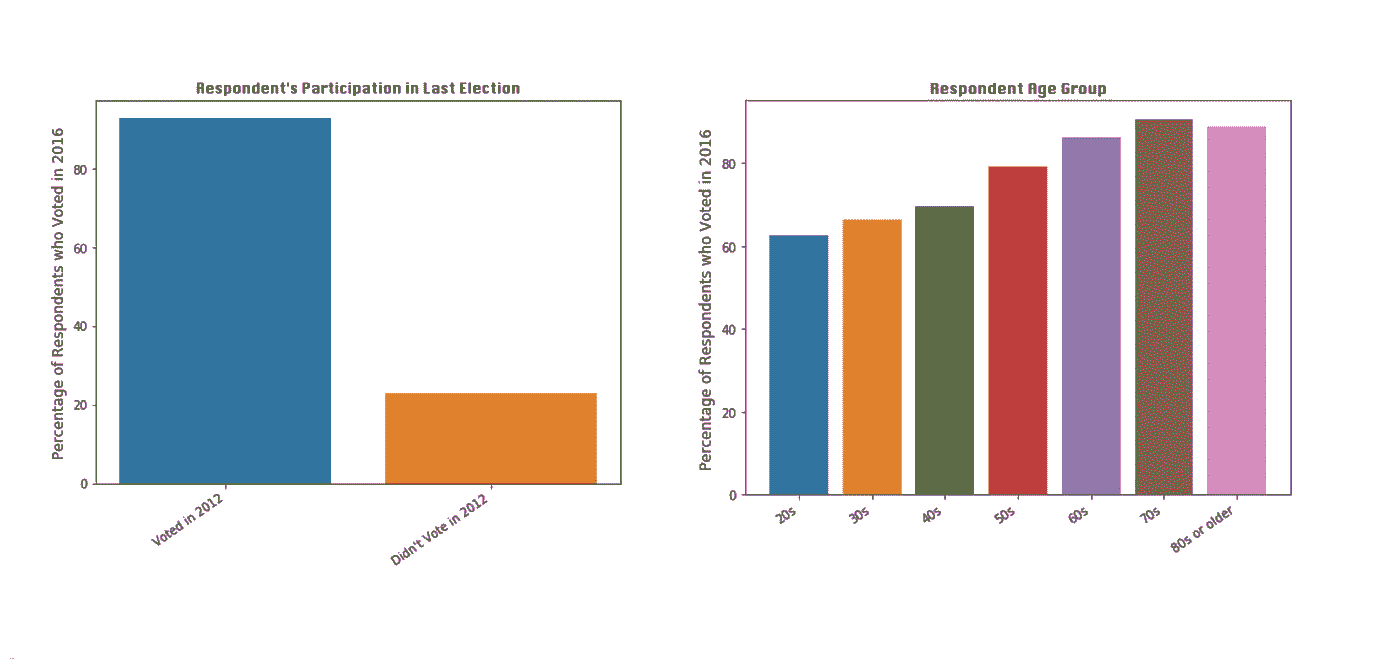 Respondent's Participation in Last Election
Percentage of Respondents who Voted in 2016
80
60
40
20
0
Voted in 2012
Didn't Vote in 2012
Respondent Age Group
Percentage of Respondents who Voted in 2016
80
60
40
20
0
20s
30s
40s
50s
60s
70s
80s or older